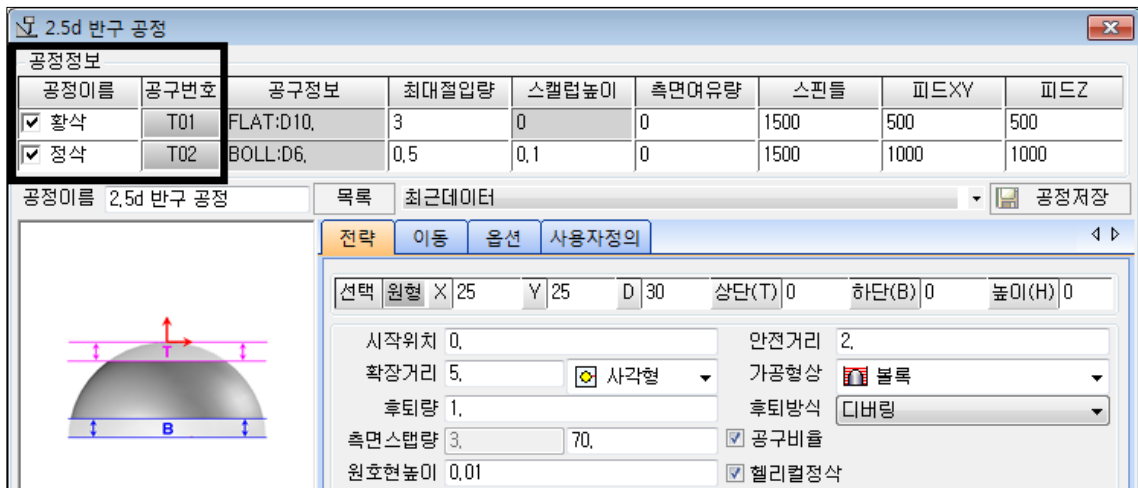 2.5d 반구 공정
공정정보
공정이름 공구번호 공구정보 최대절입량 스캘럽높이 측면여유량 스핀들 피드XY 피드Z
황삭 T01 FLAT:D10, 3 0 0 1500 500 500
정삭 T02 BOLL:D6, 0,5 0,1 0 1500 1000 1000
공정이름 2,5d 반구 공정 목록 최근데이터 공정저장
전략 이동 옵션 사용자정의
선택 원형 X 25 Y 25 D 30 상단(T) 0 하단(B) 0 높이(H) 0
시작위치 0, 안전거리 2,
확장거리 5, 사각형 가공형상 볼록
후퇴량 1, 후퇴방식 디버링
측면스탭량 3, 70, 공구비율
원호현높이 0,01 헬리컬정삭
T
B